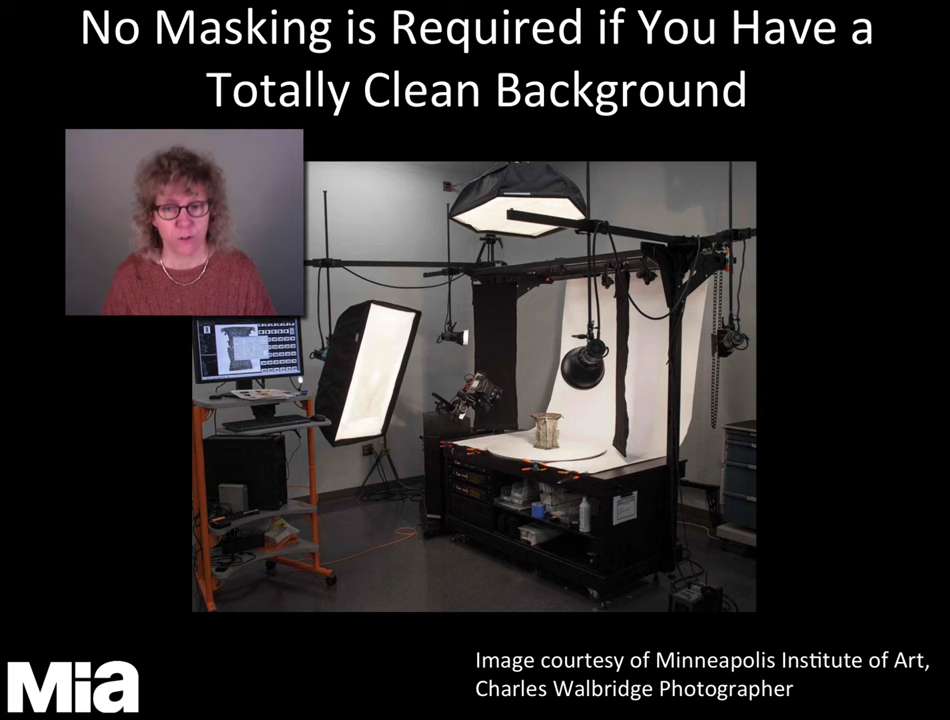 No Masking is Required if You Have a
Totally Clean Background
Image courtesy of Minneapolis Institute of Art,
Charles Walbridge Photographer
Mia